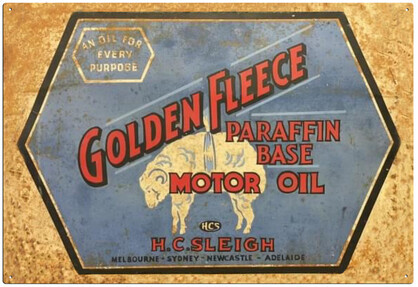 AN OIL FOR
EVERY
PURPOSE
GOLDEN FLEECE
PARAFFIN
BASE
MOTOR OIL
HCS
H.C.SLEIGH
MELBOURNE - SYDNEY - NEWCASTLE - ADELAIDE